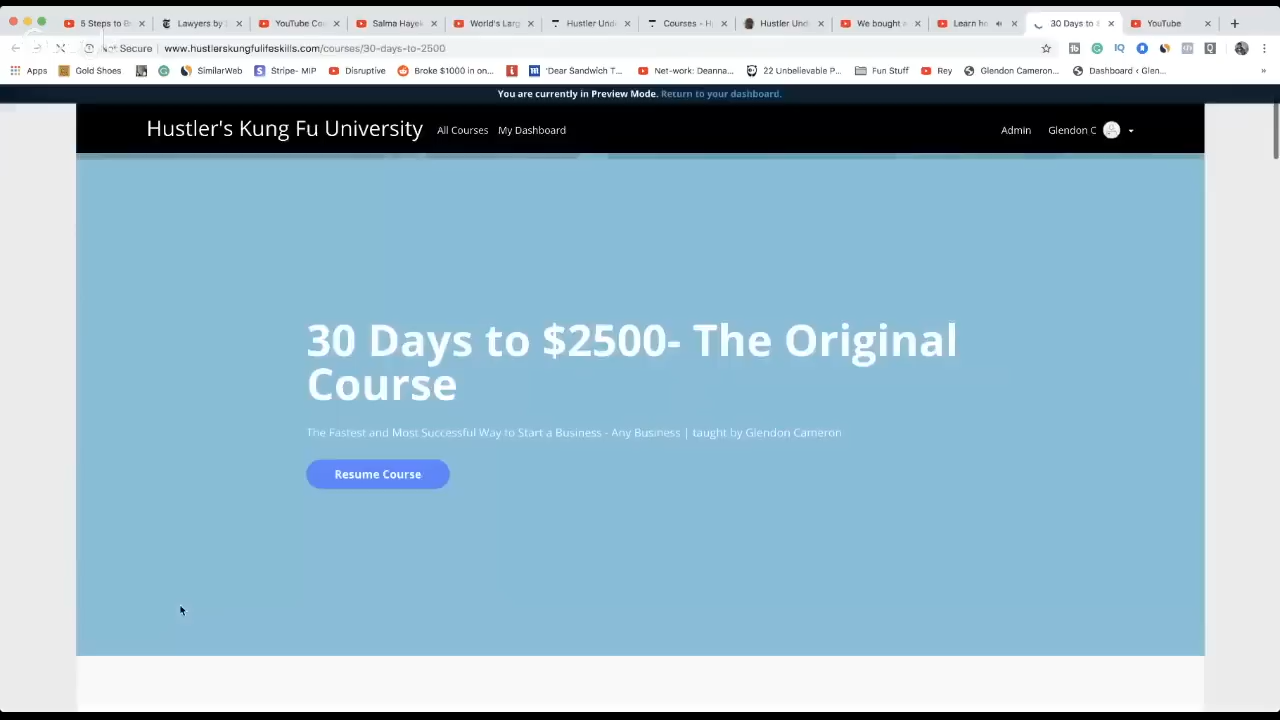 5 Steps to B
Lawyers by
YouTube Co
Salma Hayek
World's Larg
Hustler Und
Courses - H
Hustler Und
We bought a
Learn ho
30 Days to
YouTube
Not Secure
www.hustlerskungfulifeskills.com/courses/30-days-to-2500
Apps
Gold Shoes
SimilarWeb
Stripe- MIP
Disruptive
Broke $1000 in on...
'Dear Sandwich T...
Net-work: Deanna...
22 Unbelievable P...
Fun Stuff
Rey
Glendon Cameron...
Dashboard < Glen...
»
You are currently in Preview Mode. Return to your dashboard.
Hustler's Kung Fu University
All Courses
My Dashboard
Admin
Glendon C
30 Days to $2500- The Original
Course
The Fastest and Most Successful Way to Start a Business - Any Business | taught by Glendon Cameron
Resume Course